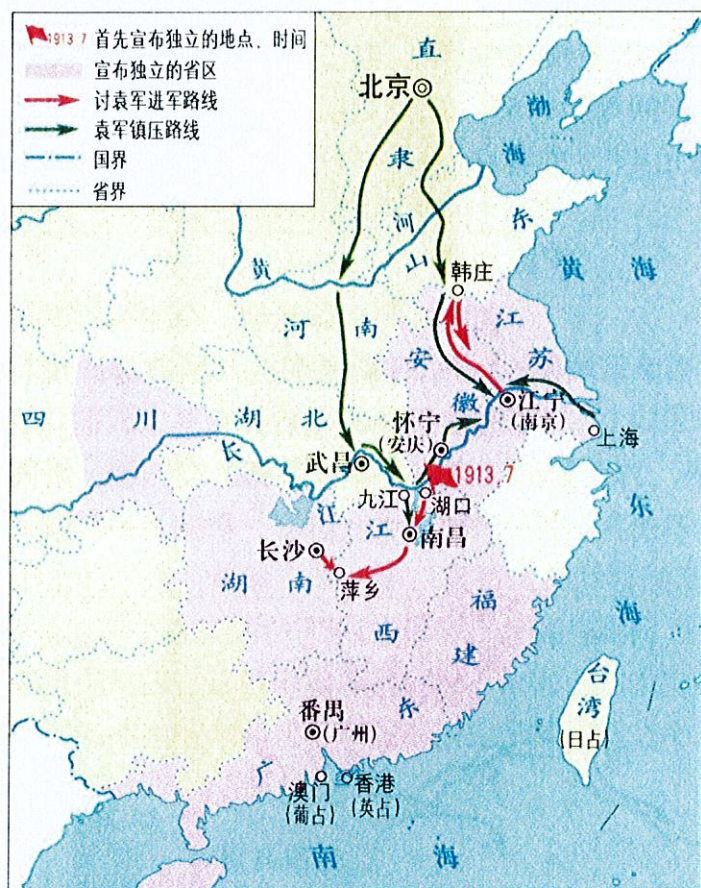 1913.7 首先宣布独立的地点、时间
宣布独立的省区
讨袁军进军路线
袁军镇压路线
国界
省界
直
隶
北京
渤
海
河
山
东
黄
韩庄
黄海
河南
安
徽
江
苏
江宁
(南京)
上海
四川
湖北
长
江
怀宁
(安庆)
武昌
1913.7
九江
湖口
东
海
江
西
南昌
长沙
湖南
萍乡
福
建
台
湾
(日占)
番禺
(广州)
广
东
澳门
(葡占)
香港
(英占)
南海